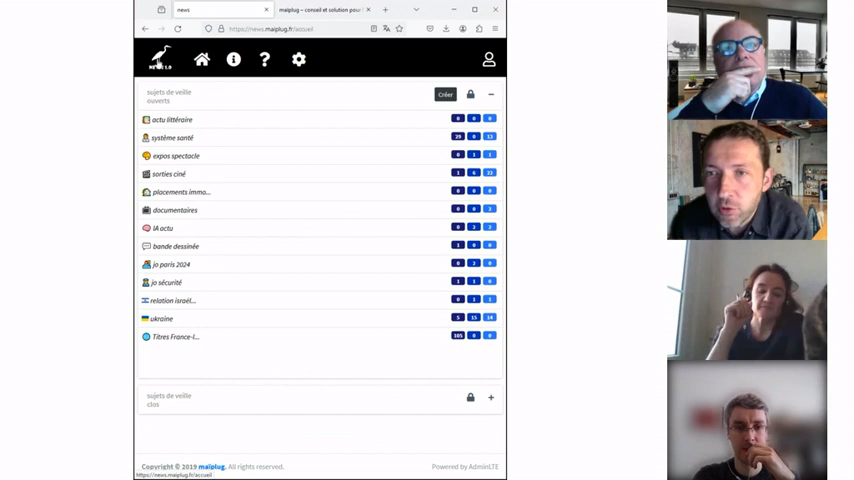 news
maiplug – conseil et solution pour
https://news.maiplug.fr/accueil
sujets de veille
ouverts
Créer
actu littéraire 0 0 0
système santé 29 0 13
expos spectacle 0 1 1
sorties ciné 1 6 22
placements immo... 0 0 0
documentaires 0 0 2
IA actu 0 2 2
bande dessinée 1 0 0
jo paris 2024 0 2 0
jo sécurité 1 1 0
relation israël... 0 1 1
ukraine 5 15 14
Titres France-I... 105 0 0
sujets de veille
clos
Copyright © 2019 maiplug. All rights reserved. Powered by AdminLTE
https://news.maiplug.fr/accueil